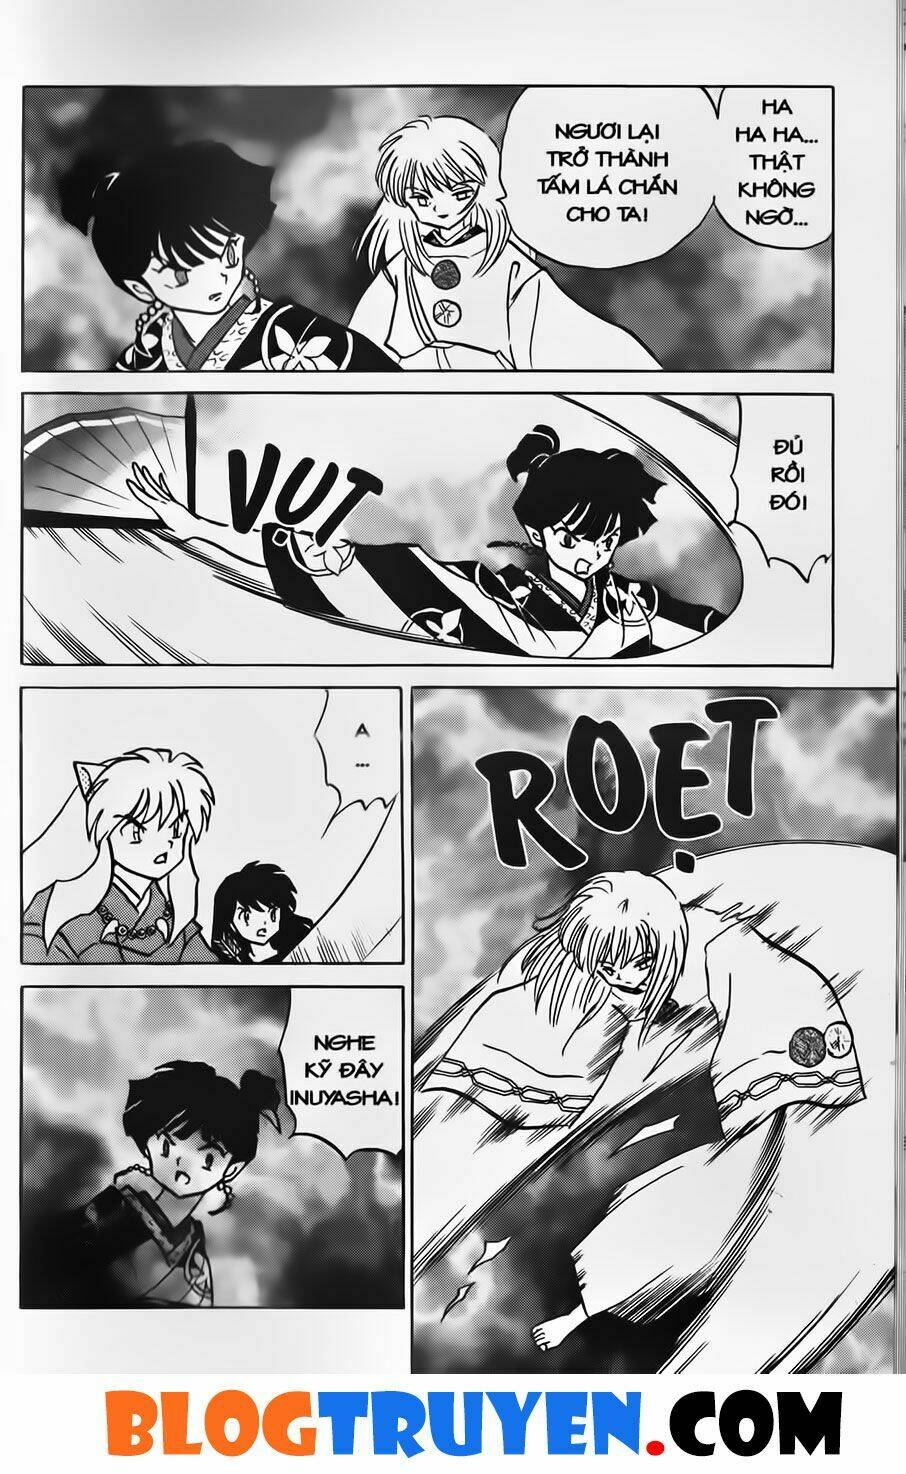 HA
HA HA...
THẬT
KHÔNG
NGỜ...
NGƯƠI LẠI
TRỞ THÀNH
TẤM LÁ CHẮN
CHO TA!
ĐỦ
RỒI
ĐÓ!
VUT
A
...
ROẸT
NGHE
KỸ ĐÂY
INUYASHA!
BLOGTRUYEN.COM